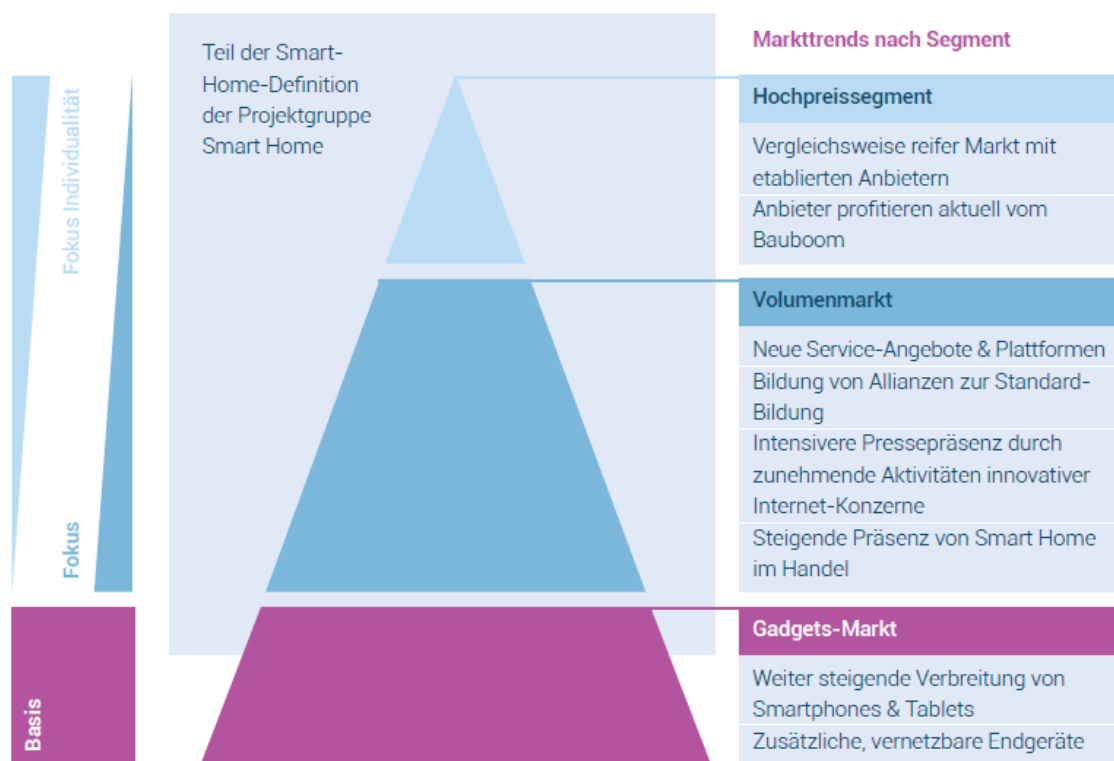 Teil der Smart-
Home-Definition
der Projektgruppe
Smart Home
Fokus Individualität
Fokus
Basis
Markttrends nach Segment
Hochpreissegment
Vergleichsweise reifer Markt mit
etablierten Anbietern
Anbieter profitieren aktuell vom
Bauboom
Volumenmarkt
Neue Service-Angebote & Plattformen
Bildung von Allianzen zur Standard-
Bildung
Intensivere Pressepräsenz durch
zunehmende Aktivitäten innovativer
Internet-Konzerne
Steigende Präsenz von Smart Home
im Handel
Gadgets-Markt
Weiter steigende Verbreitung von
Smartphones & Tablets
Zusätzliche, vernetzbare Endgeräte